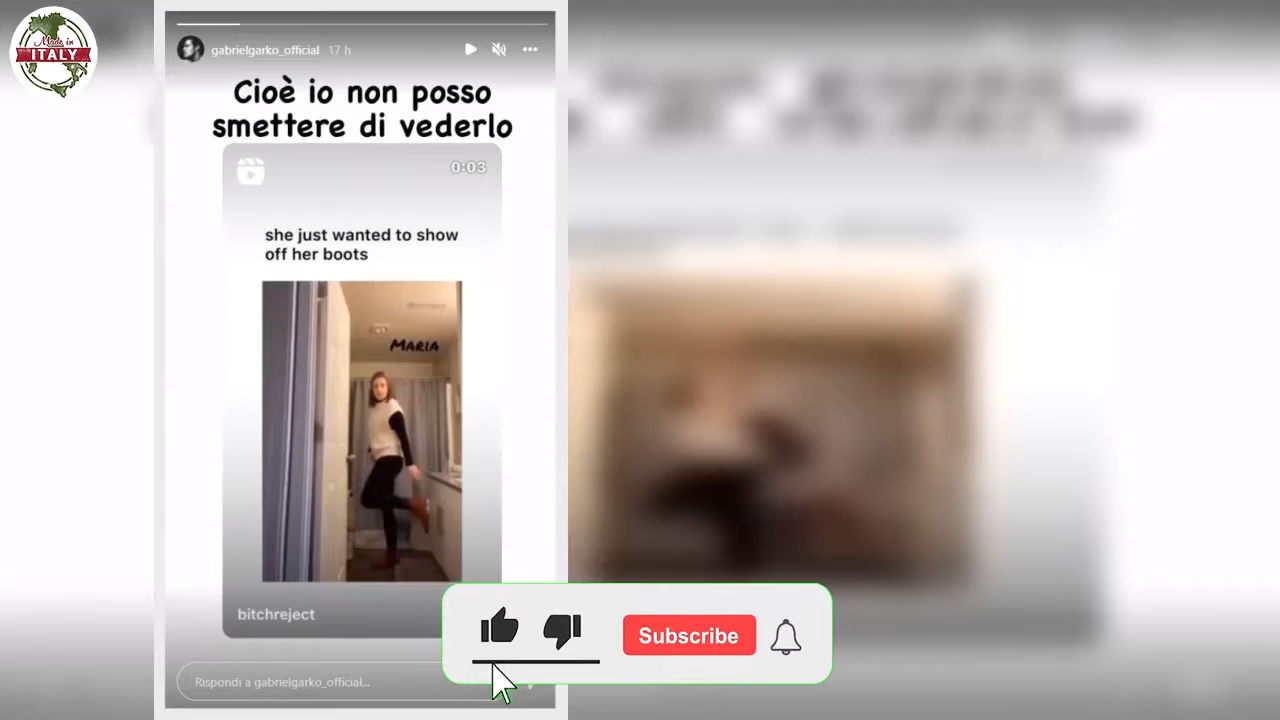 Made in
ITALY
gabrielgarko_official 17 h
Cioè io non posso
smettere di vederlo
0:03
she just wanted to show
off her boots
MARIA
bitchreject
Subscribe
Rispondi a gabrielgarko_official...